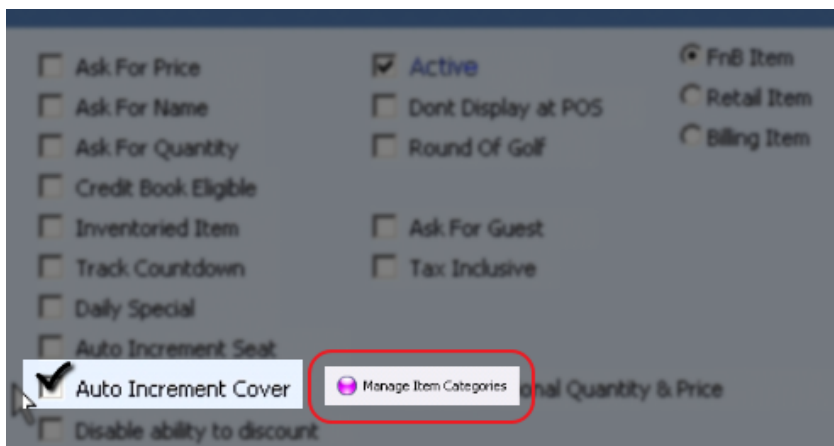 Ask For Price
Active
FnB Item
Ask For Name
Dont Display at POS
Retail Item
Ask For Quantity
Round Of Golf
Billing Item
Credit Book Eligible
Inventoried Item
Ask For Guest
Track Countdown
Tax Inclusive
Daily Special
Auto Increment Seat
Auto Increment Cover
Manage Item Categories
Quantity & Price
Disable ability to discount